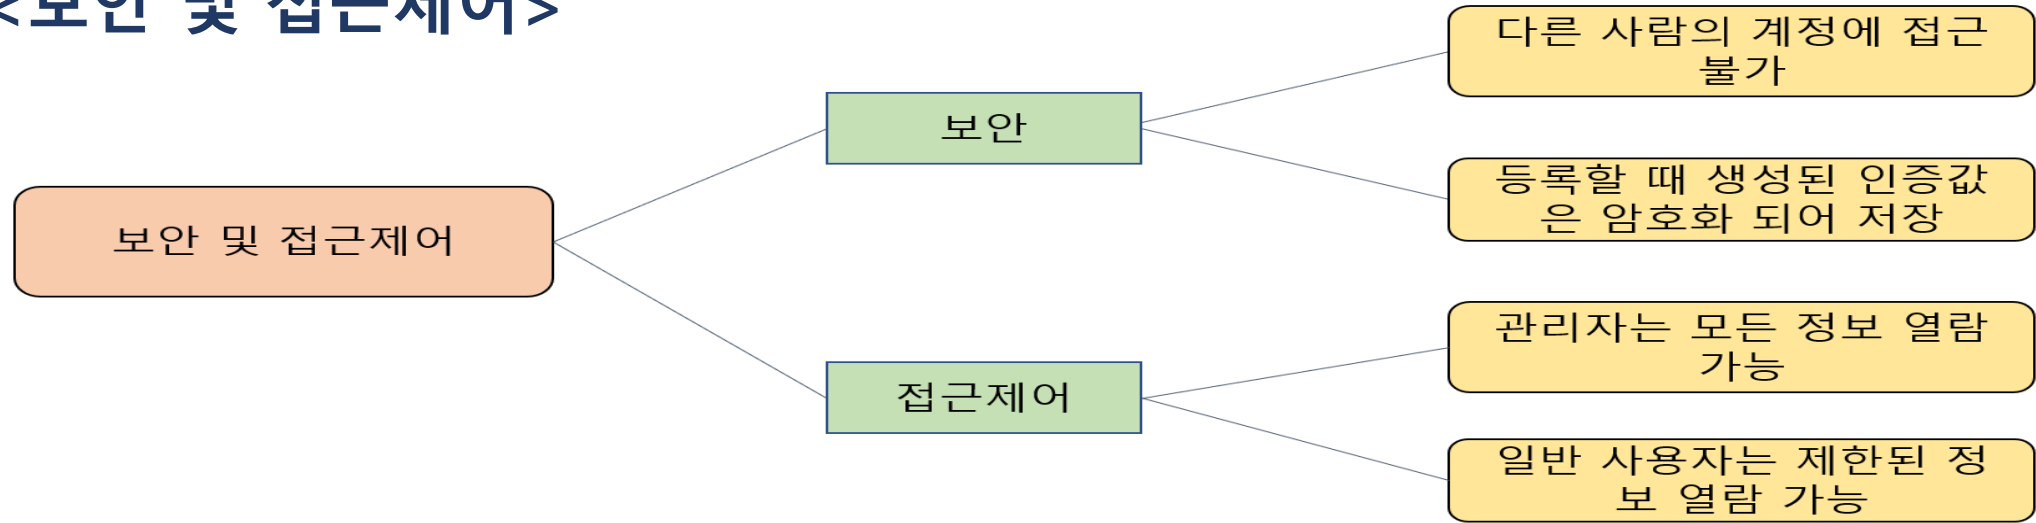 <보안 및 접근제어>
보안 및 접근제어
보안
다른 사람의 계정에 접근
불가
등록할 때 생성된 인증값
은 암호화 되어 저장
접근제어
관리자는 모든 정보 열람
가능
일반 사용자는 제한된 정
보 열람 가능